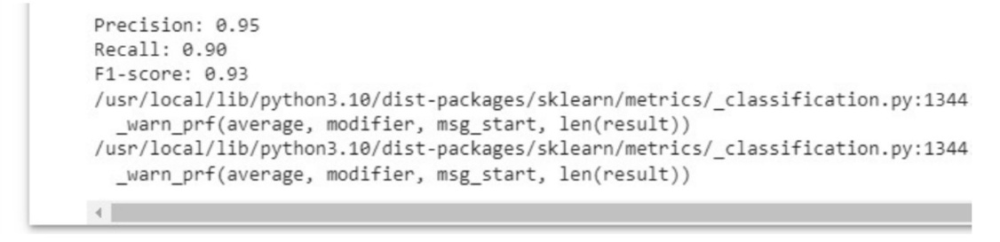 Precision: 0.95
Recall: 0.90
F1-score: 0.93
/usr/local/lib/python3.10/dist-packages/sklearn/metrics/_classification.py:1344
_warn_prf(average, modifier, msg_start, len(result))
/usr/local/lib/python3.10/dist-packages/sklearn/metrics/_classification.py:1344
_warn_prf(average, modifier, msg_start, len(result))